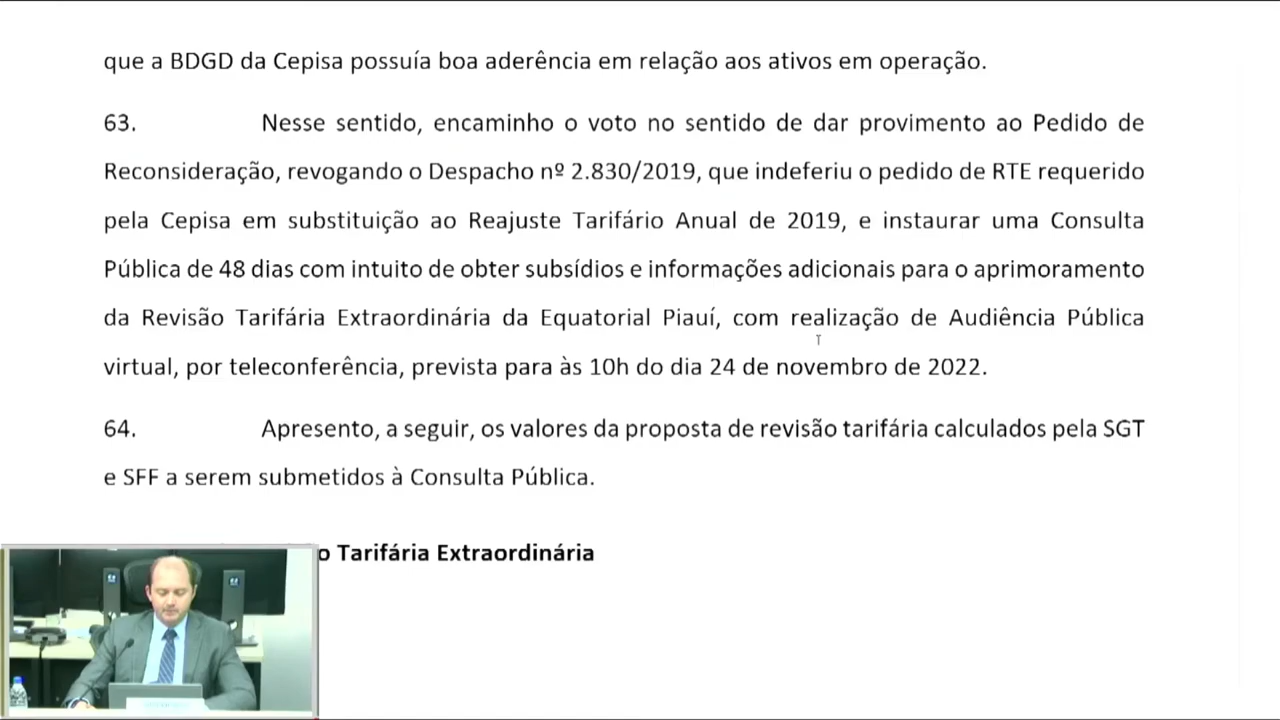 que a BDGD da Cepisa possuía boa aderência em relação aos ativos em operação.
63. Nesse sentido, encaminho o voto no sentido de dar provimento ao Pedido de
Reconsideração, revogando o Despacho nº 2.830/2019, que indeferiu o pedido de RTE requerido
pela Cepisa em substituição ao Reajuste Tarifário Anual de 2019, e instaurar uma Consulta
Pública de 48 dias com intuito de obter subsídios e informações adicionais para o aprimoramento
da Revisão Tarifária Extraordinária da Equatorial Piauí, com realização de Audiência Pública
virtual, por teleconferência, prevista para às 10h do dia 24 de novembro de 2022.
64. Apresento, a seguir, os valores da proposta de revisão tarifária calculados pela SGT
e SFF a serem submetidos à Consulta Pública.
o Tarifária Extraordinária